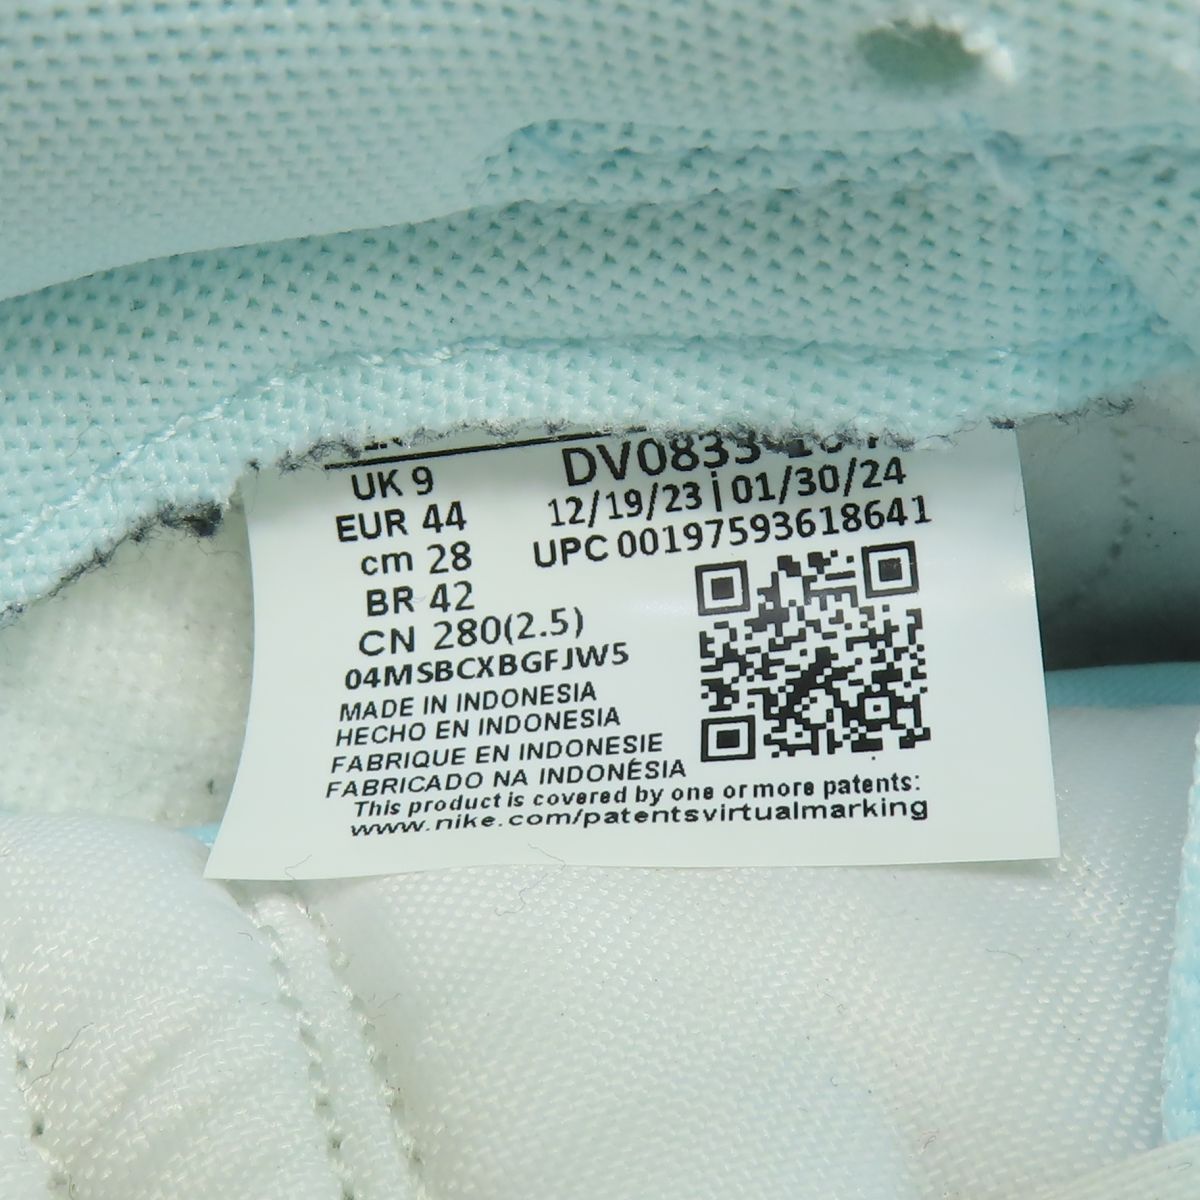 UK 9
EUR 44
cm 28
BR 42
CN 280(2.5)
04MSBCXBGFJW5
DV0833
12/19/23 | 01/30/24
UPC 00197593618641
MADE IN INDONESIA
HECHO EN INDONESIA
FABRIQUE EN INDONESIE
FABRICADO NA INDONÉSIA
This product is covered by one or more patents:
www.nike.com/patentsvirtualmarking